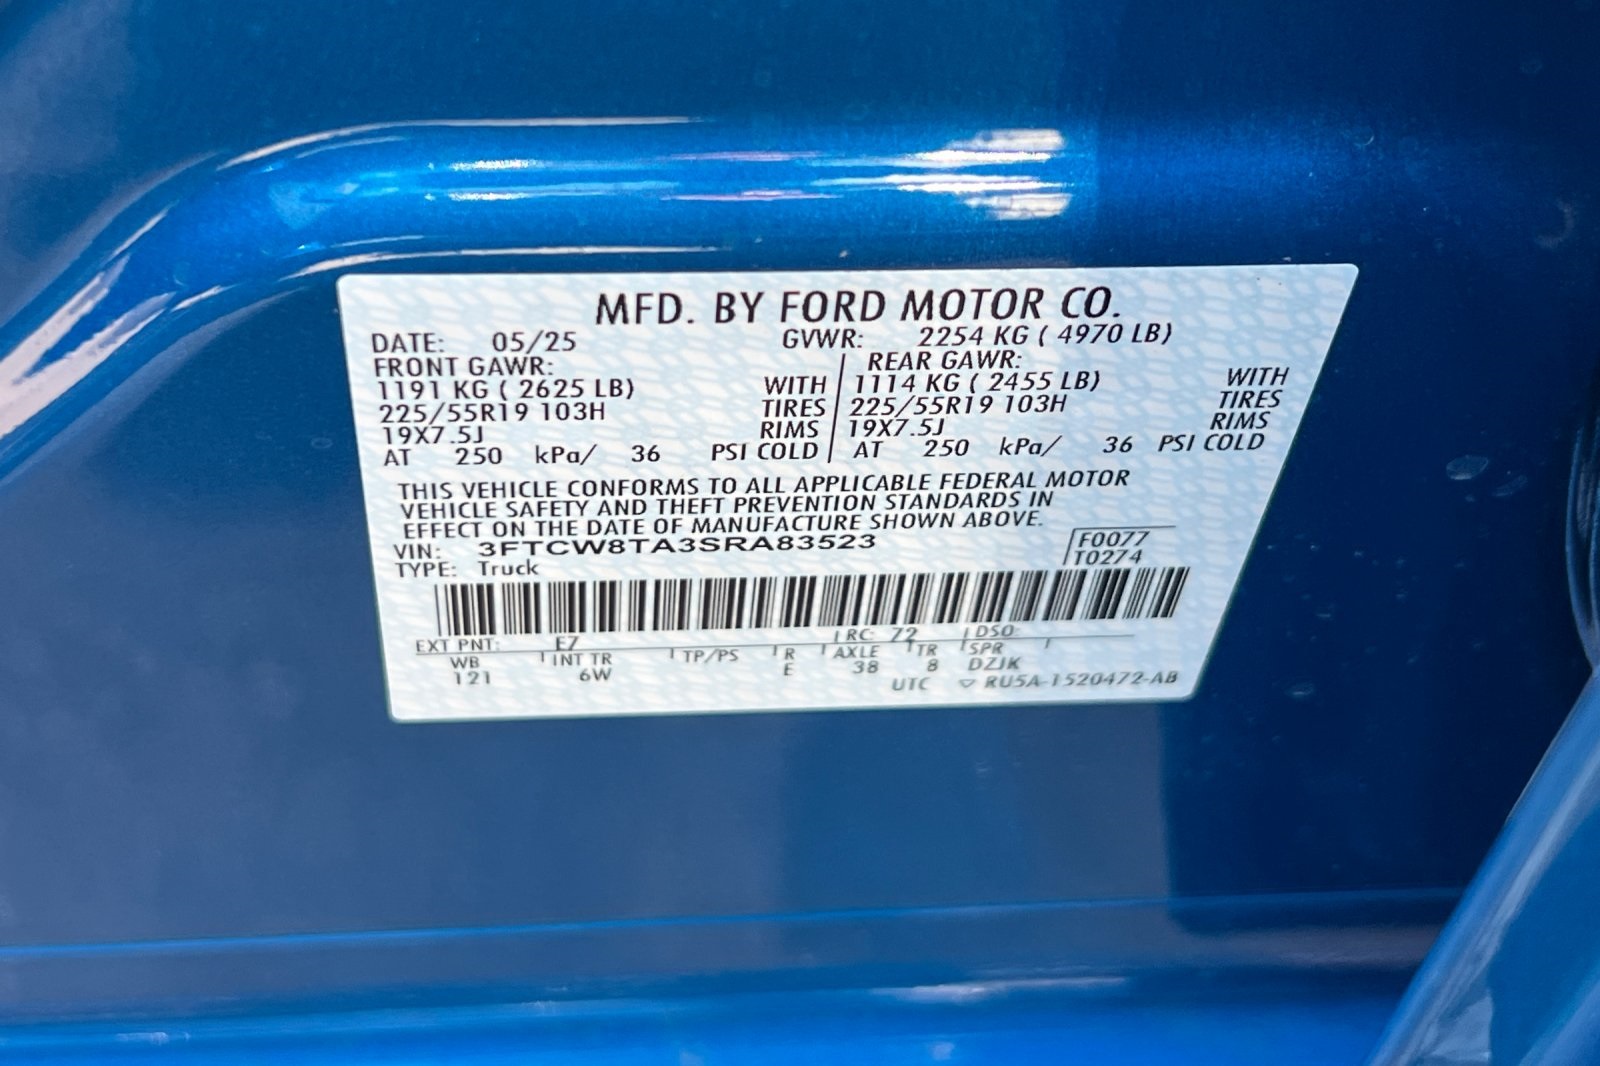 MFD. BY FORD MOTOR CO.
DATE: 05/25 GVWR: 2254 KG ( 4970 LB)
FRONT GAWR: REAR GAWR:
1191 KG ( 2625 LB) WITH 1114 KG ( 2455 LB) WITH
225/55R19 103H TIRES 225/55R19 103H TIRES
19X7.5J RIMS 19X7.5J RIMS
AT 250 kPa/ 36 PSI COLD AT 250 kPa/ 36 PSI COLD
THIS VEHICLE CONFORMS TO ALL APPLICABLE FEDERAL MOTOR
VEHICLE SAFETY AND THEFT PREVENTION STANDARDS IN
EFFECT ON THE DATE OF MANUFACTURE SHOWN ABOVE.
VIN: 3FTCW8TA3SRA83523 F0077
TYPE: Truck T0274
EXT PNT: E7 RC: 72 DSO:
WB INT TR TP/PS R AXLE TR SPR
121 6W E 38 8 DZJK
UTC ▽ RU5A-1520472-AB